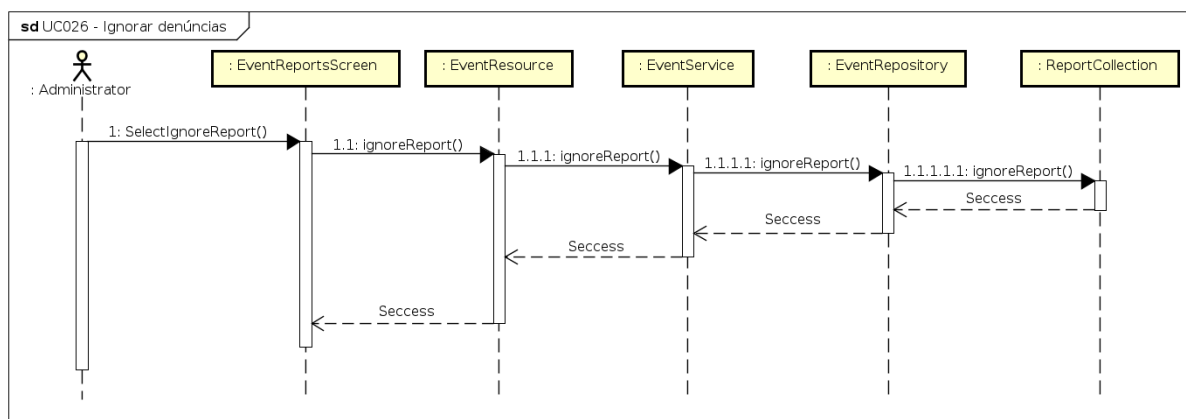 sd UC026 - Ignorar denúncias
: Administrator
: EventReportsScreen
: EventResource
: EventService
: EventRepository
: ReportCollection
1: SelectIgnoreReport()
1.1: ignoreReport()
1.1.1: ignoreReport()
1.1.1.1: ignoreReport()
1.1.1.1.1: ignoreReport()
Seccess
Seccess
Seccess
Seccess